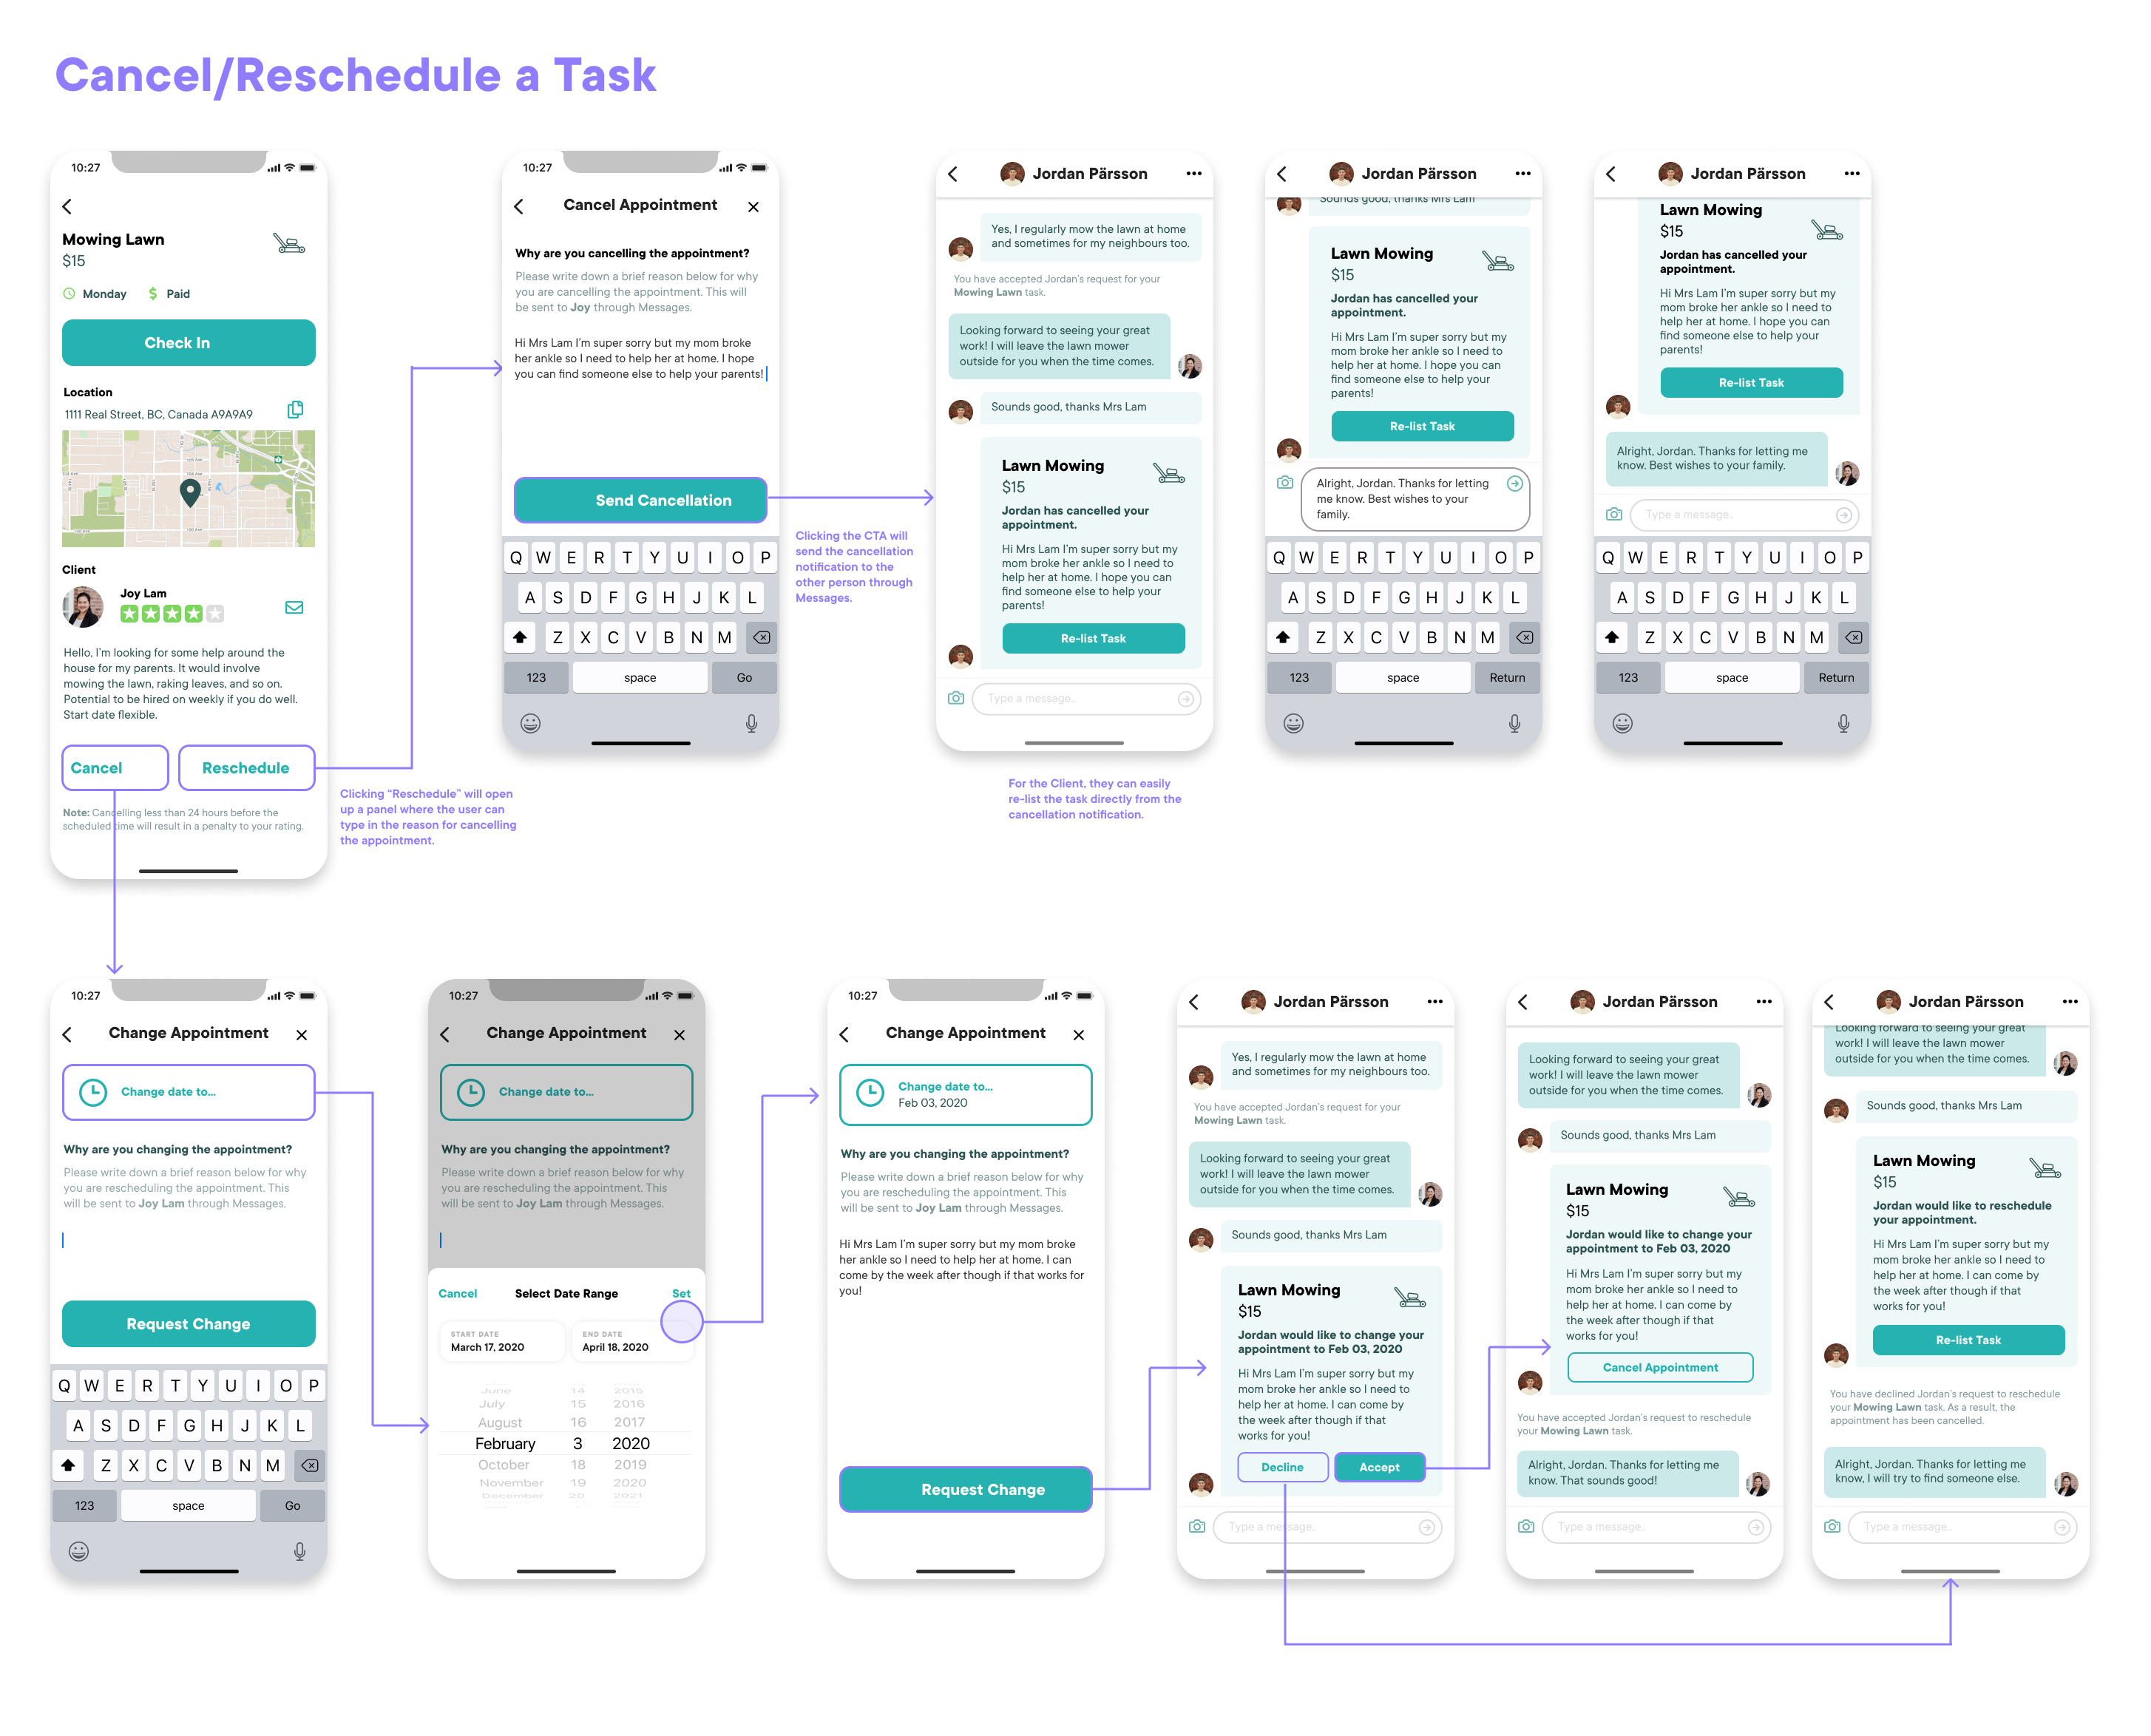 Cancel/Reschedule a Task
10:27
Mowing Lawn
$15
Monday
Paid
Check In
Location
1111 Real Street, BC, Canada A9A9A9
Client
Joy Lam
Hello, I'm looking for some help around the
house for my parents. It would involve
mowing the lawn, raking leaves, and so on.
Potential to be hired on weekly if you do well.
Start date flexible.
Cancel
Reschedule
Note: Cancelling less than 24 hours before the
scheduled time will result in a penalty to your rating.
Clicking "Reschedule" will open
up a panel where the user can
type in the reason for cancelling
the appointment.
10:27
Cancel Appointment
Why are you cancelling the appointment?
Please write down a brief reason below for why
you are cancelling the appointment. This will
be sent to Joy through Messages.
Hi Mrs Lam I'm super sorry but my mom broke
her ankle so I need to help her at home. I hope
you can find someone else to help your parents!
Send Cancellation
Q W E R T Y U I O P
A S D F G H J K L
Z X C V B N M
123 space Go
Clicking the CTA will
send the cancellation
notification to the
other person through
Messages.
Jordan Pärsson
Yes, I regularly mow the lawn at home
and sometimes for my neighbours too.
You have accepted Jordan's request for your
Mowing Lawn task.
Looking forward to seeing your great
work! I will leave the lawn mower
outside for you when the time comes.
Sounds good, thanks Mrs Lam
Lawn Mowing
$15
Jordan has cancelled your
appointment.
Hi Mrs Lam I'm super sorry but my
mom broke her ankle so I need to
help her at home. I hope you can
find someone else to help your
parents!
Re-list Task
Type a message..
For the Client, they can easily
re-list the task directly from the
cancellation notification.
Jordan Pärsson
Sounds good, thanks Mrs Lam
Lawn Mowing
$15
Jordan has cancelled your
appointment.
Hi Mrs Lam I'm super sorry but my
mom broke her ankle so I need to
help her at home. I hope you can
find someone else to help your
parents!
Re-list Task
Alright, Jordan. Thanks for letting
me know. Best wishes to your
family.
Q W E R T Y U I O P
A S D F G H J K L
Z X C V B N M
123 space Return
Jordan Pärsson
Lawn Mowing
$15
Jordan has cancelled your
appointment.
Hi Mrs Lam I'm super sorry but my
mom broke her ankle so I need to
help her at home. I hope you can
find someone else to help your
parents!
Re-list Task
Alright, Jordan. Thanks for letting me
know. Best wishes to your family.
Type a message..
Q W E R T Y U I O P
A S D F G H J K L
Z X C V B N M
123 space Return
10:27
Change Appointment
Change date to...
Why are you changing the appointment?
Please write down a brief reason below for why
you are rescheduling the appointment. This
will be sent to Joy Lam through Messages.
Request Change
Q W E R T Y U I O P
A S D F G H J K L
Z X C V B N M
123 space Go
10:27
Change Appointment
Change date to...
Why are you changing the appointment?
Please write down a brief reason below for why
you are rescheduling the appointment. This
will be sent to Joy Lam through Messages.
Cancel Select Date Range Set
START DATE
March 17, 2020
END DATE
April 18, 2020
June 14 2015
July 15 2016
August 16 2017
February 3 2020
October 18 2019
November 19 2020
December 20 2021
10:27
Change Appointment
Change date to...
Feb 03, 2020
Why are you changing the appointment?
Please write down a brief reason below for why
you are rescheduling the appointment. This
will be sent to Joy Lam through Messages.
Hi Mrs Lam I'm super sorry but my mom broke
her ankle so I need to help her at home. I can
come by the week after though if that works for
you!
Request Change
Jordan Pärsson
Yes, I regularly mow the lawn at home
and sometimes for my neighbours too.
You have accepted Jordan's request for your
Mowing Lawn task.
Looking forward to seeing your great
work! I will leave the lawn mower
outside for you when the time comes.
Sounds good, thanks Mrs Lam
Lawn Mowing
$15
Jordan would like to change your
appointment to Feb 03, 2020
Hi Mrs Lam I'm super sorry but my
mom broke her ankle so I need to
help her at home. I can come by
the week after though if that
works for you!
Decline
Accept
Type a message..
Jordan Pärsson
Looking forward to seeing your great
work! I will leave the lawn mower
outside for you when the time comes.
Sounds good, thanks Mrs Lam
Lawn Mowing
$15
Jordan would like to change your
appointment to Feb 03, 2020
Hi Mrs Lam I'm super sorry but my
mom broke her ankle so I need to
help her at home. I can come by
the week after though if that
works for you!
Cancel Appointment
You have accepted Jordan's request to reschedule
your Mowing Lawn task.
Alright, Jordan. Thanks for letting me
know. That sounds good!
Type a message..
Jordan Pärsson
Looking forward to seeing your great
work! I will leave the lawn mower
outside for you when the time comes.
Sounds good, thanks Mrs Lam
Lawn Mowing
$15
Jordan would like to reschedule
your appointment.
Hi Mrs Lam I'm super sorry but my
mom broke her ankle so I need to
help her at home. I can come by
the week after though if that
works for you!
Re-list Task
You have declined Jordan's request to reschedule
your Mowing Lawn task. As a result, the
appointment has been cancelled.
Alright, Jordan. Thanks for letting me
know, I will try to find someone else.
Type a message..